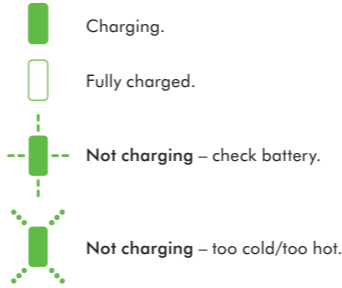 Charging.
Fully charged.
Not charging – check battery.
Not charging – too cold/too hot.